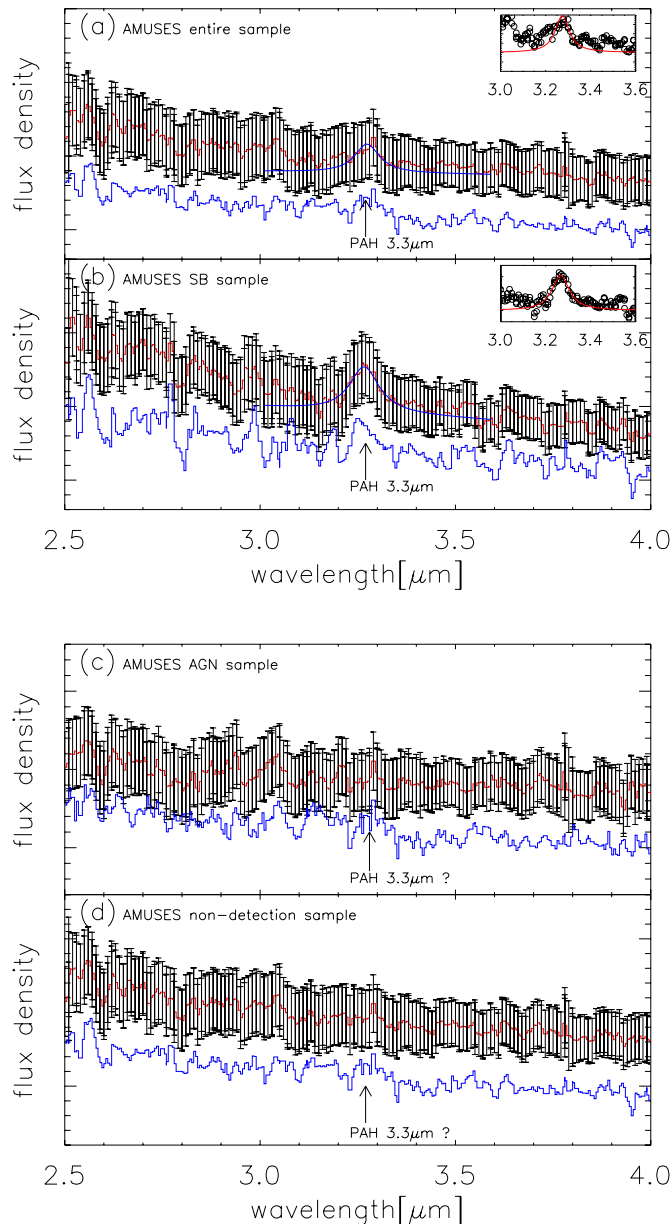 (a) AMUSES entire sample
3.0 3.2 3.4 3.6
flux density
PAH 3.3μm
(b) AMUSES SB sample
3.0 3.2 3.4 3.6
flux density
PAH 3.3μm
2.5 3.0 3.5 4.0
wavelength[μm]
(c) AMUSES AGN sample
flux density
PAH 3.3μm ?
(d) AMUSES non-detection sample
flux density
PAH 3.3μm ?
2.5 3.0 3.5 4.0
wavelength[μm]